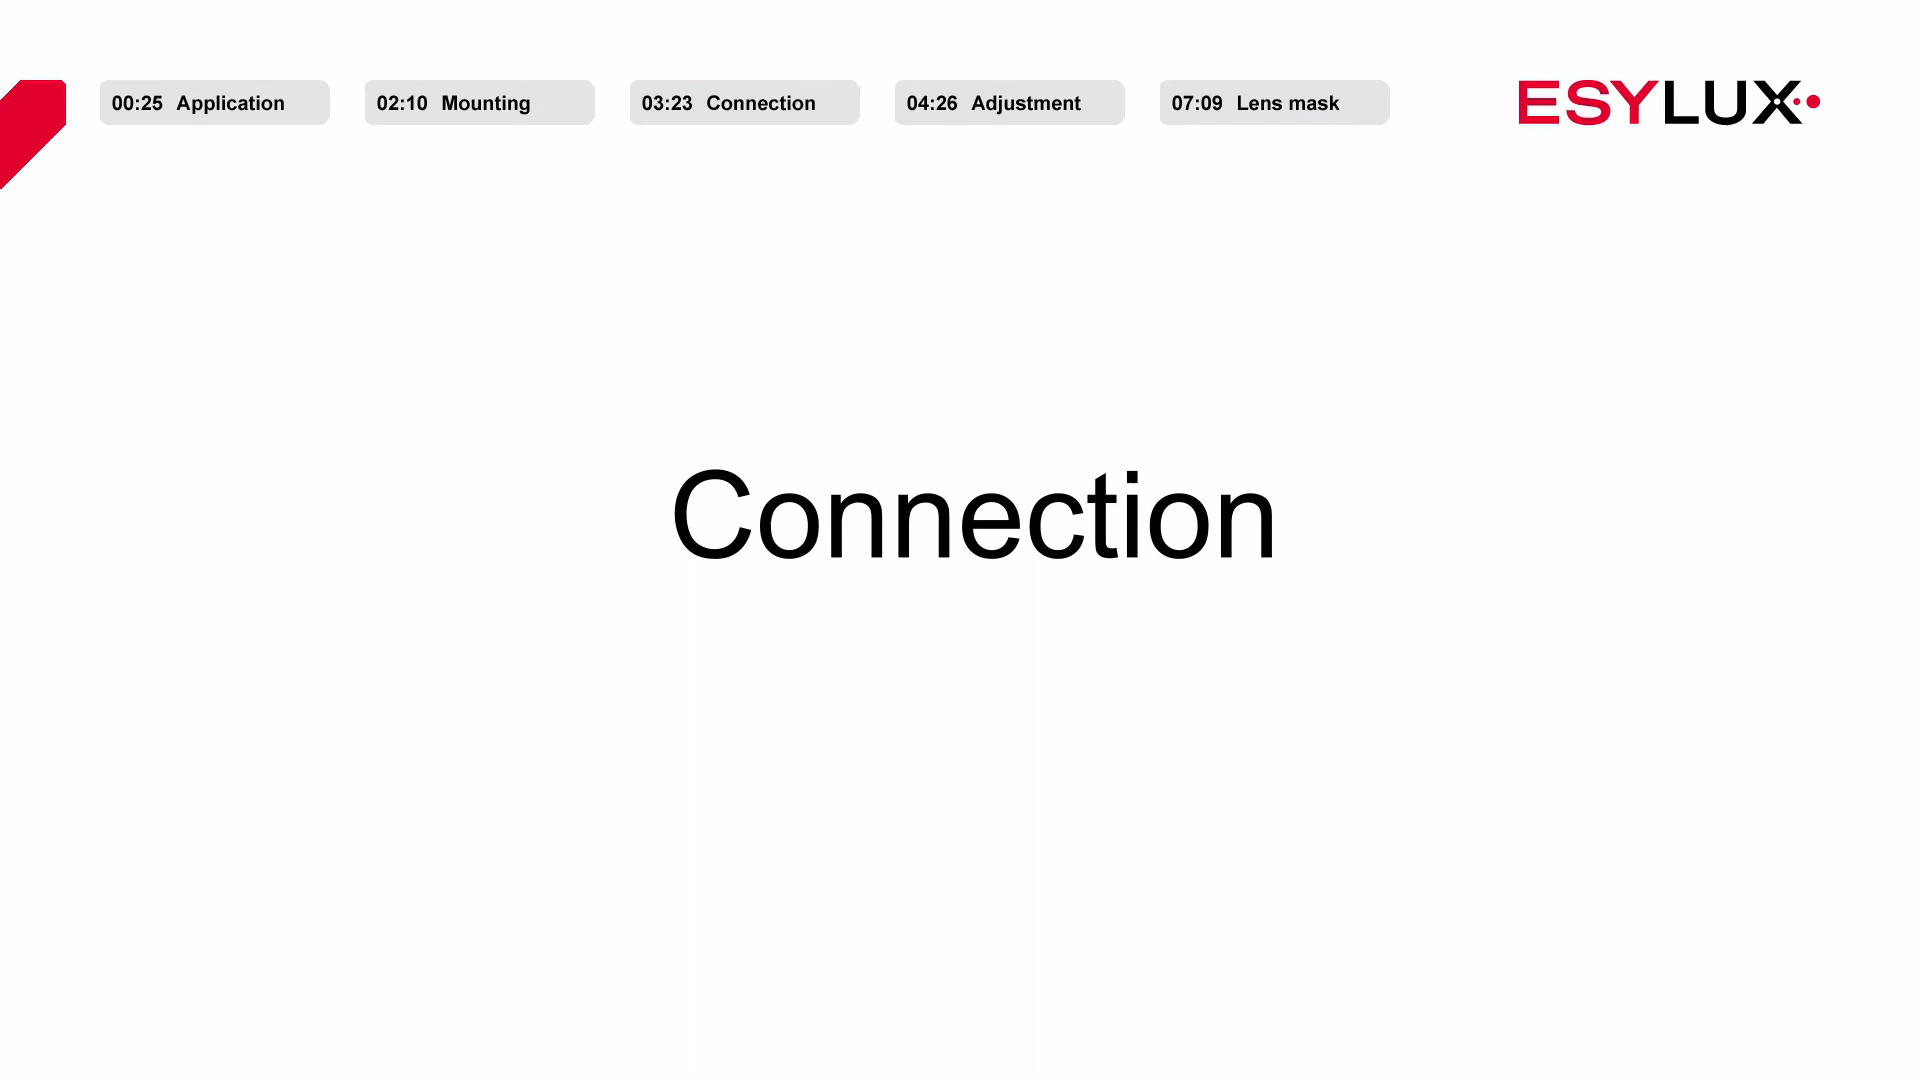 00:25 Application
02:10 Mounting
03:23 Connection
04:26 Adjustment
07:09 Lens mask
ESYLUX
Connection